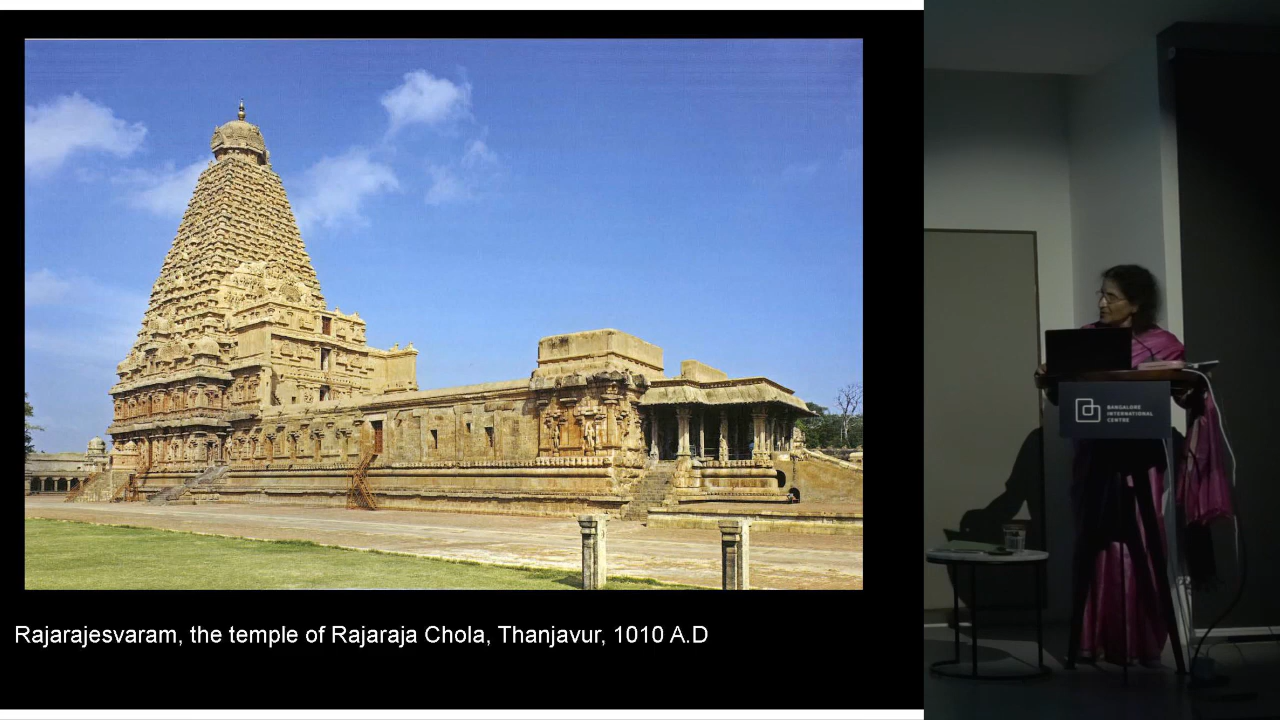 Rajarajesvaram, the temple of Rajaraja Chola, Thanjavur, 1010 A.D
BANGALORE
INTERNATIONAL
CENTRE